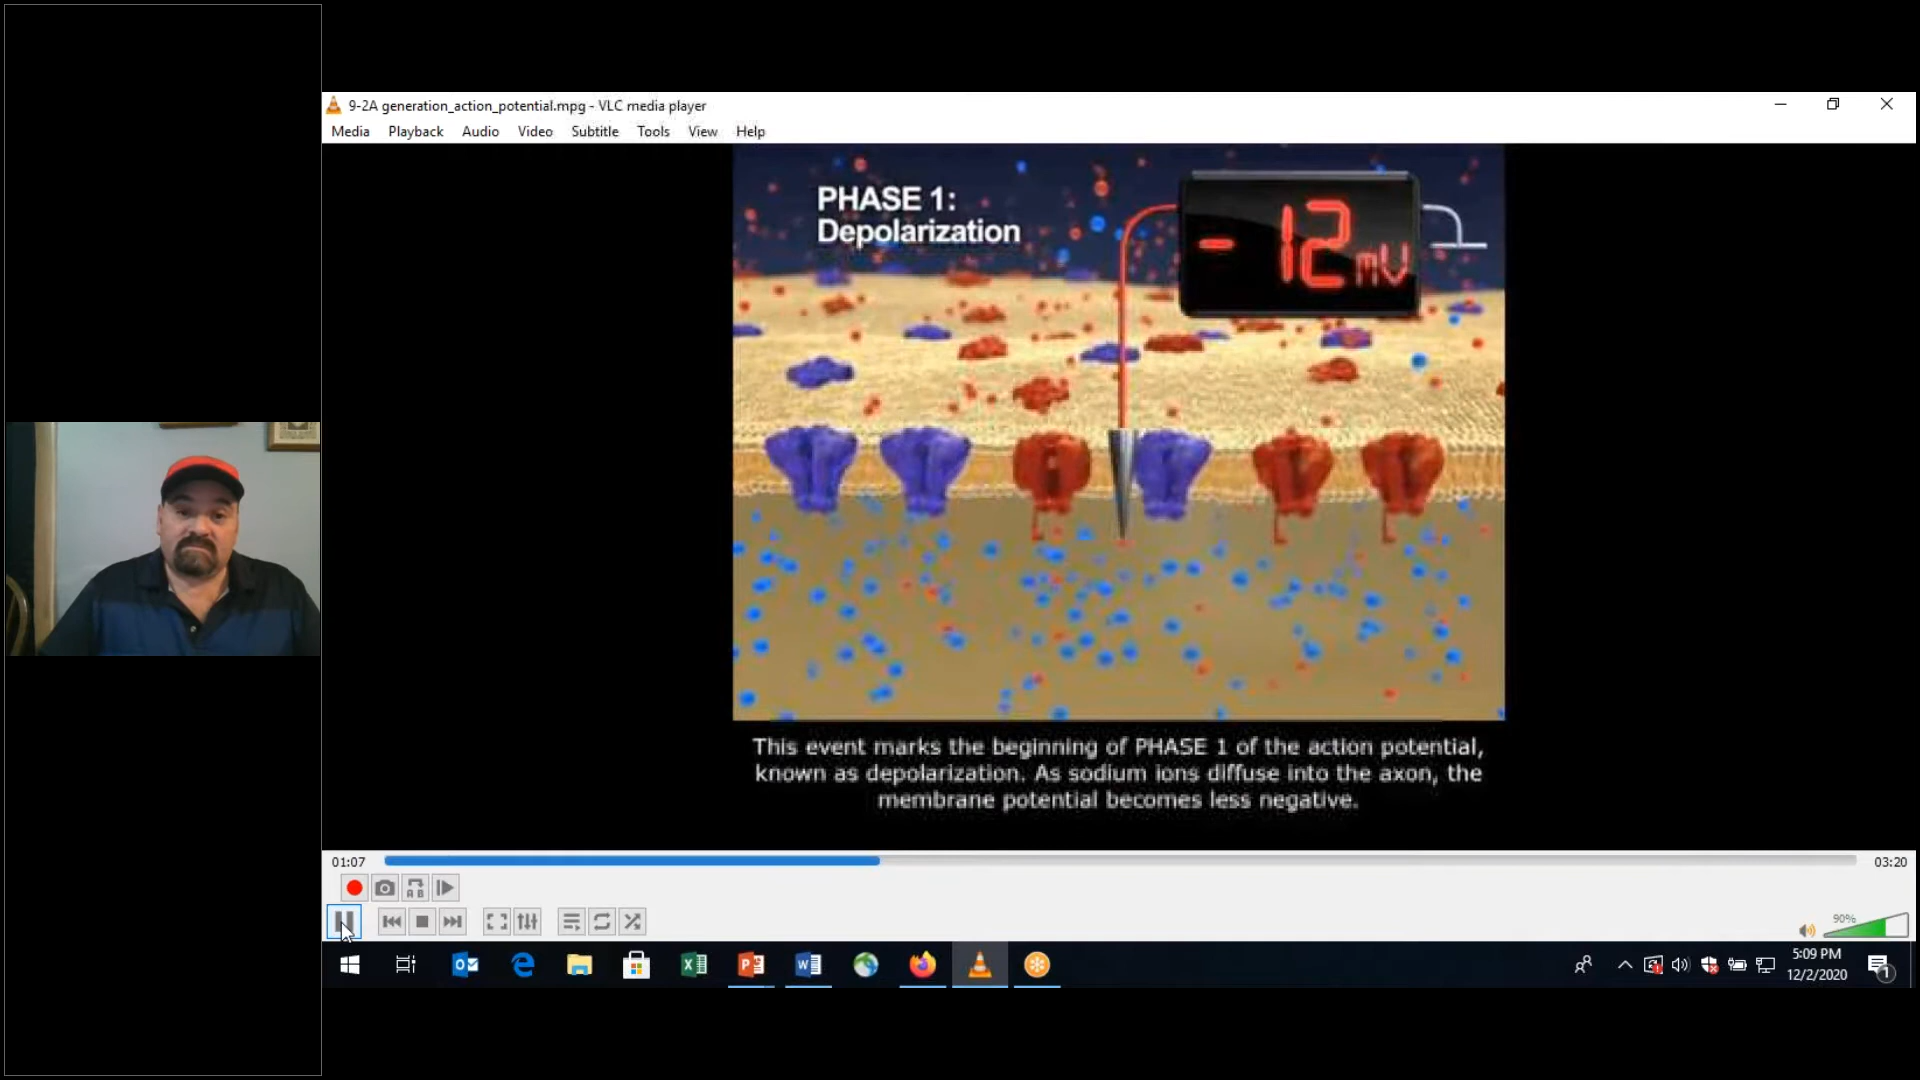 9-2A generation_action_potential.mpg - VLC media player
Media Playback Audio Video Subtitle Tools View Help
PHASE 1:
Depolarization
- 12 mV
This event marks the beginning of PHASE 1 of the action potential,
known as depolarization. As sodium ions diffuse into the axon, the
membrane potential becomes less negative.
01:07
03:20
90%
5:09 PM
12/2/2020
1